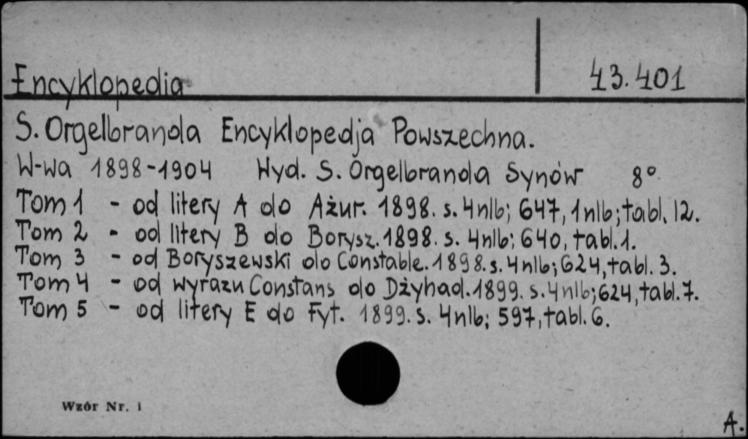 Encyklopedia 43.401
S. Orgelbranda Encyklopedja Powszechna.
W-wa 1898-1904 Wyd. S. Orgelbranda Synów 8°
Tom 1 - od litery A do Ażur. 1898. s. 4nlb; 647, 1nlb; tabl. 12.
Tom 2 - od litery B do Borysz. 1898. s. 4nlb; 640, tabl. 1.
Tom 3 - od Boryszewski do Constable. 1898. s. 4nlb; 624, tabl. 3.
Tom 4 - od wyrazu Constans do Dżyhad. 1899. s. 4nlb; 624, tabl. 7.
Tom 5 - od litery E do Fyt. 1899. s. 4nlb; 597, tabl. 6.
Wzór Nr. 1
A.